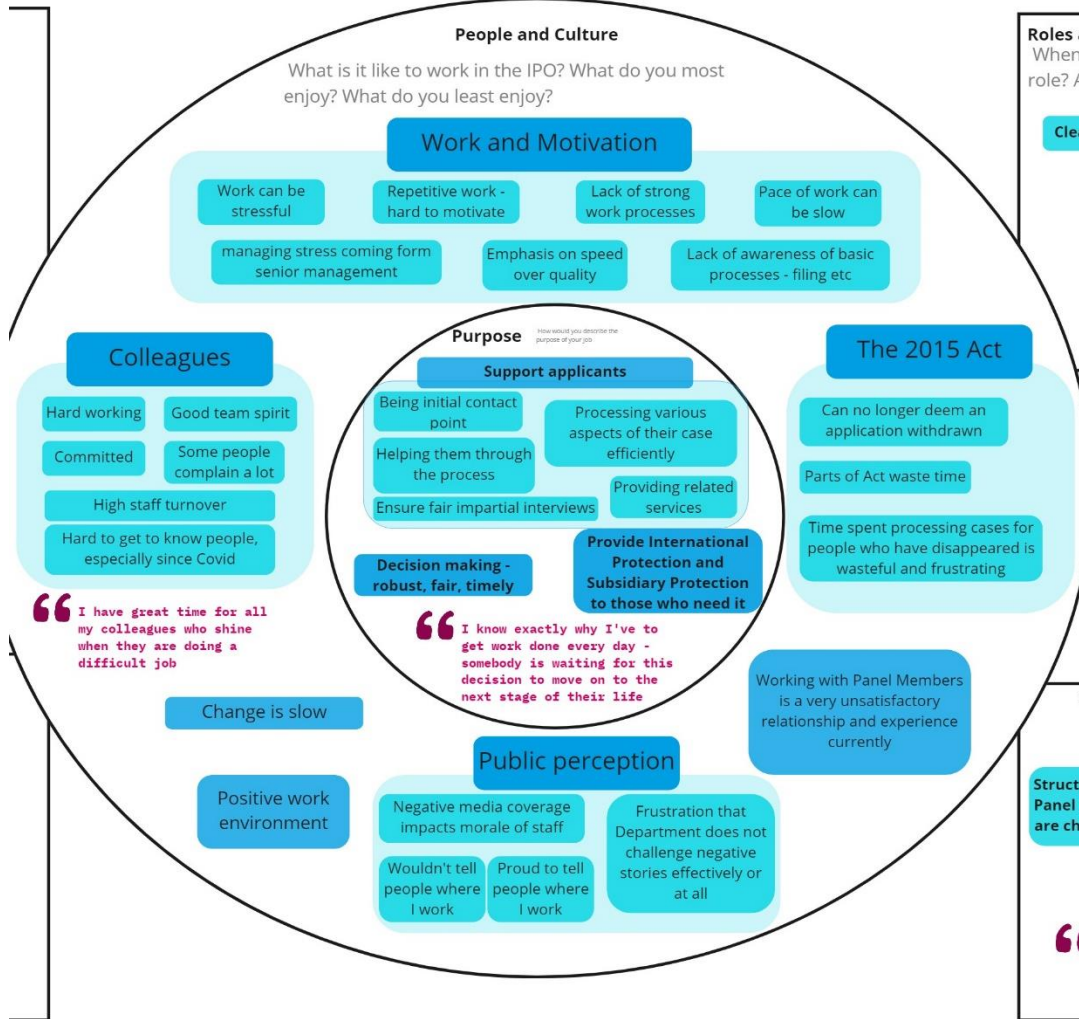 People and Culture
What is it like to work in the IPO? What do you most
enjoy? What do you least enjoy?
Work and Motivation
Work can be
stressful
Repetitive work -
hard to motivate
Lack of strong
work processes
Pace of work can
be slow
managing stress coming form
senior management
Emphasis on speed
over quality
Lack of awareness of basic
processes - filing etc
Colleagues
Hard working
Good team spirit
Committed
Some people
complain a lot
High staff turnover
Hard to get to know people,
especially since Covid
“ I have great time for all
my colleagues who shine
when they are doing a
difficult job
Purpose
How would you describe the
purpose of your job
Support applicants
Being initial contact
point
Processing various
aspects of their case
efficiently
Helping them through
the process
Providing related
services
Ensure fair impartial interviews
Decision making -
robust, fair, timely
Provide International
Protection and
Subsidiary Protection
to those who need it
“ I know exactly why I've to
get work done every day -
somebody is waiting for this
decision to move on to the
next stage of their life
The 2015 Act
Can no longer deem an
application withdrawn
Parts of Act waste time
Time spent processing cases for
people who have disappeared is
wasteful and frustrating
Working with Panel Members
is a very unsatisfactory
relationship and experience
currently
Change is slow
Positive work
environment
Public perception
Negative media coverage
impacts morale of staff
Wouldn't tell
people where
I work
Proud to tell
people where
I work
Frustration that
Department does not
challenge negative
stories effectively or
at all
Roles
When
role? A
Clea
Struct
Panel
are ch
“